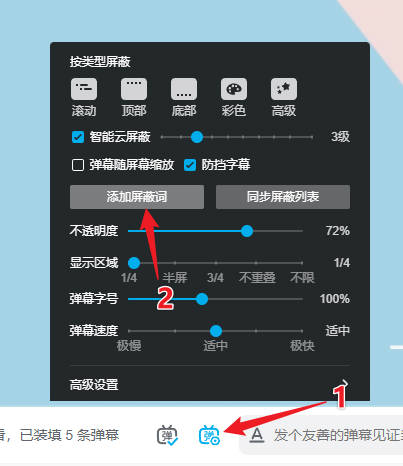 按类型屏蔽
滚动 顶部 底部 彩色 高级
智能云屏蔽 3级
弹幕随屏幕缩放 防挡字幕
添加屏蔽词 同步屏蔽列表
不透明度 72%
显示区域 1/4
1/4 半屏 3/4 不重叠 不限
2
弹幕字号 100%
弹幕速度 适中
极慢 适中 极快
高级设置
1
看，已装填 5 条弹幕 弹 弹 A 发个友善的弹幕见证